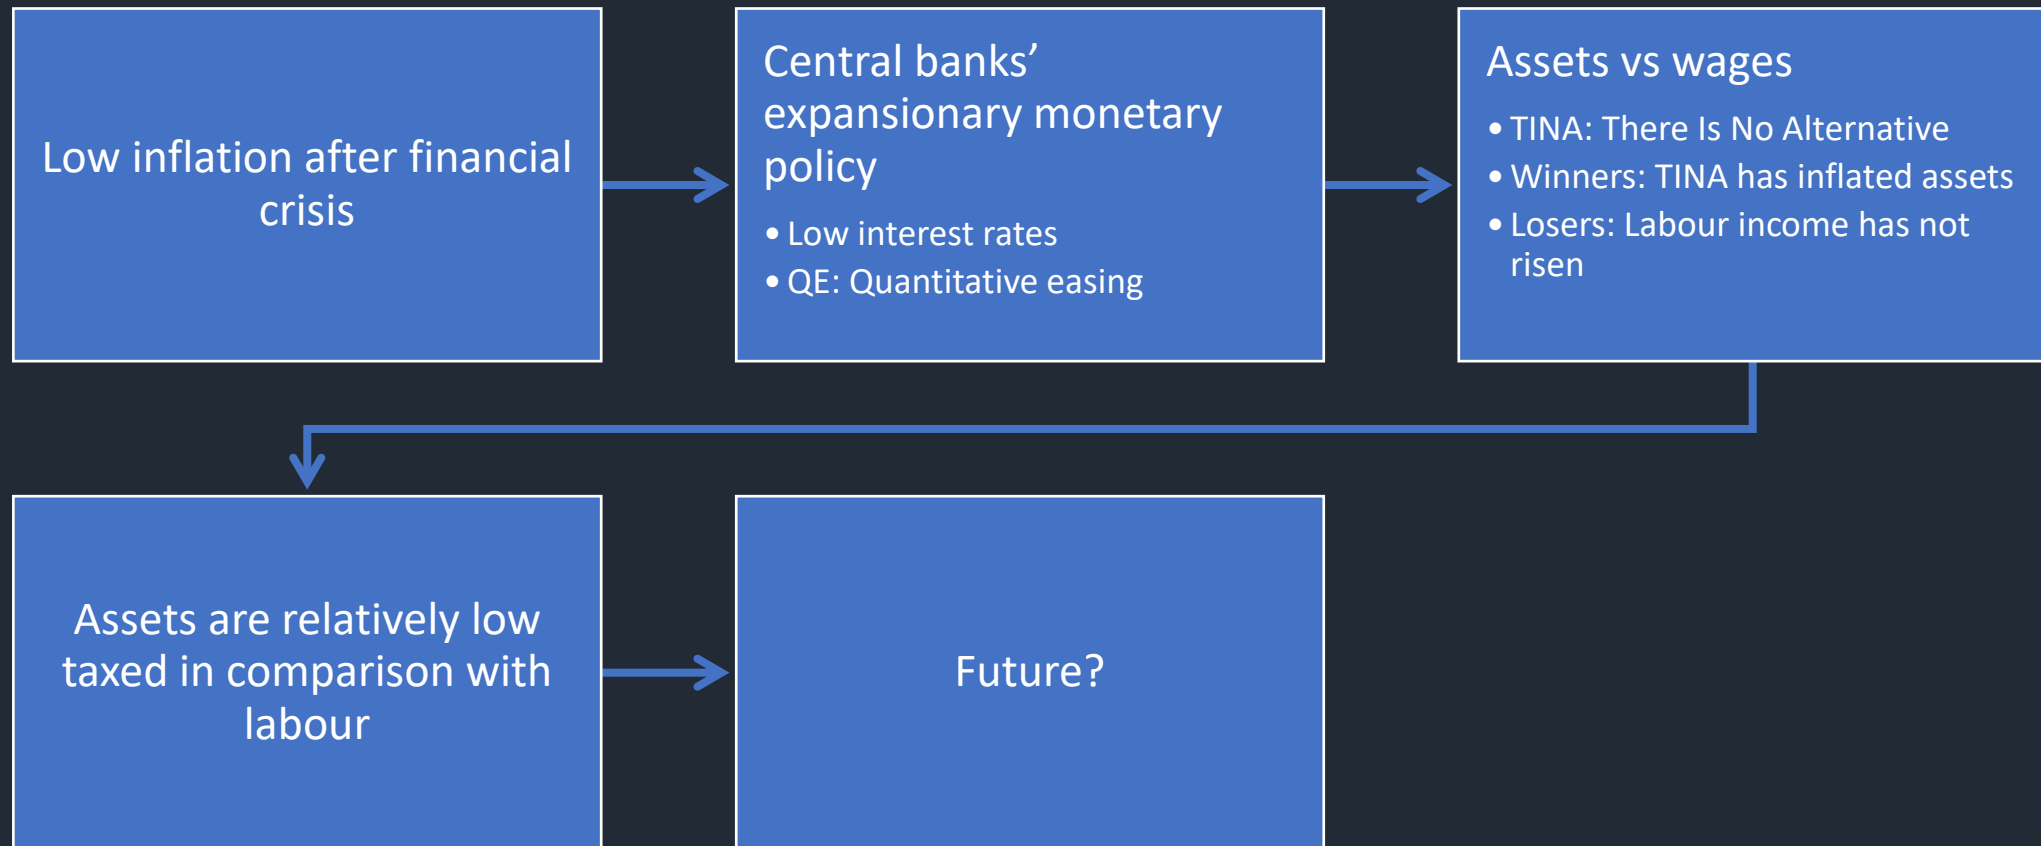 Low inflation after financial
crisis
Central banks’
expansionary monetary
policy
• Low interest rates
• QE: Quantitative easing
Assets vs wages
• TINA: There Is No Alternative
• Winners: TINA has inflated assets
• Losers: Labour income has not
risen
Assets are relatively low
taxed in comparison with
labour
Future?